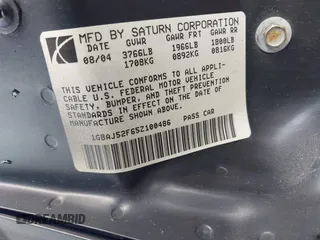 MFD BY SATURN CORPORATION
DATE GVWR GAWR FRT GAWR RR
08/04 3766LB 1966LB 1800LB
1708KG 0892KG 0816KG
THIS VEHICLE CONFORMS TO ALL APPLI-
CABLE U.S. FEDERAL MOTOR VEHICLE
SAFETY, BUMPER, AND THEFT PREVENTION
STANDARDS IN EFFECT ON THE DATE OF
MANUFACTURE SHOWN ABOVE.
1G8AJ52F65Z100486 PASS CAR
DREAMBID